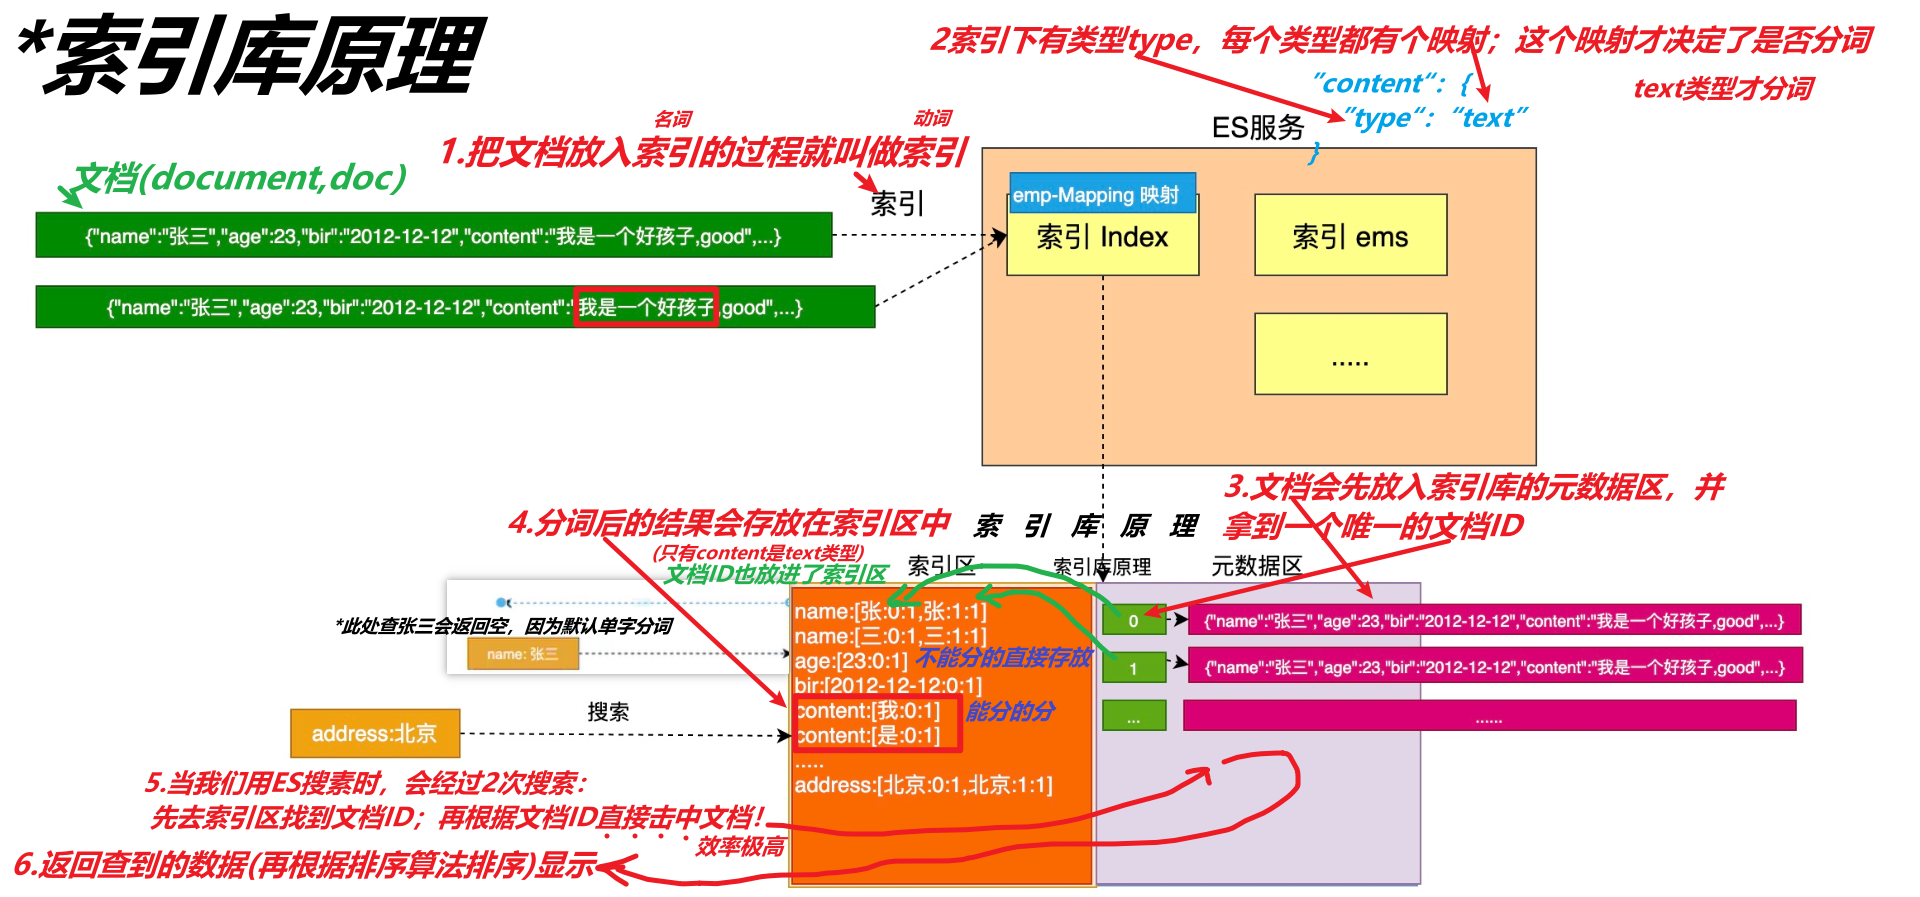 *索引库原理
2索引下有类型type，每个类型都有个映射；这个映射才决定了是否分词
text类型才分词
"content“：{
“type“：“text”
}
ES服务
名词 动词
1.把文档放入索引的过程就叫做索引
文档(document,doc)
索引
{"name":"张三","age":23,"bir":"2012-12-12","content":"我是一个好孩子,good",...}
{"name":"张三","age":23,"bir":"2012-12-12","content":"我是一个好孩子,good",...}
emp-Mapping 映射
索引 Index
索引 ems
.....
3.文档会先放入索引库的元数据区，并
拿到一个唯一的文档ID
4.分词后的结果会存放在索引区中
(只有content是text类型)
文档ID也放进了索引区
索 引 库 原 理
索引区
索引库原理
元数据区
*此处查张三会返回空，因为默认单字分词
name: 张三
address:北京
搜索
name:[张:0:1,张:1:1]
name:[三:0:1,三:1:1]
age:[23:0:1] 不能分的直接存放
bir:[2012-12-12:0:1]
content:[我:0:1] 能分的分
content:[是:0:1]
.....
address:[北京:0:1,北京:1:1]
0
{"name":"张三","age":23,"bir":"2012-12-12","content":"我是一个好孩子,good",...}
1
{"name":"张三","age":23,"bir":"2012-12-12","content":"我是一个好孩子,good",...}
...
......
5.当我们用ES搜素时，会经过2次搜索：
先去索引区找到文档ID；再根据文档ID直接击中文档！
效率极高
6.返回查到的数据(再根据排序算法排序)显示